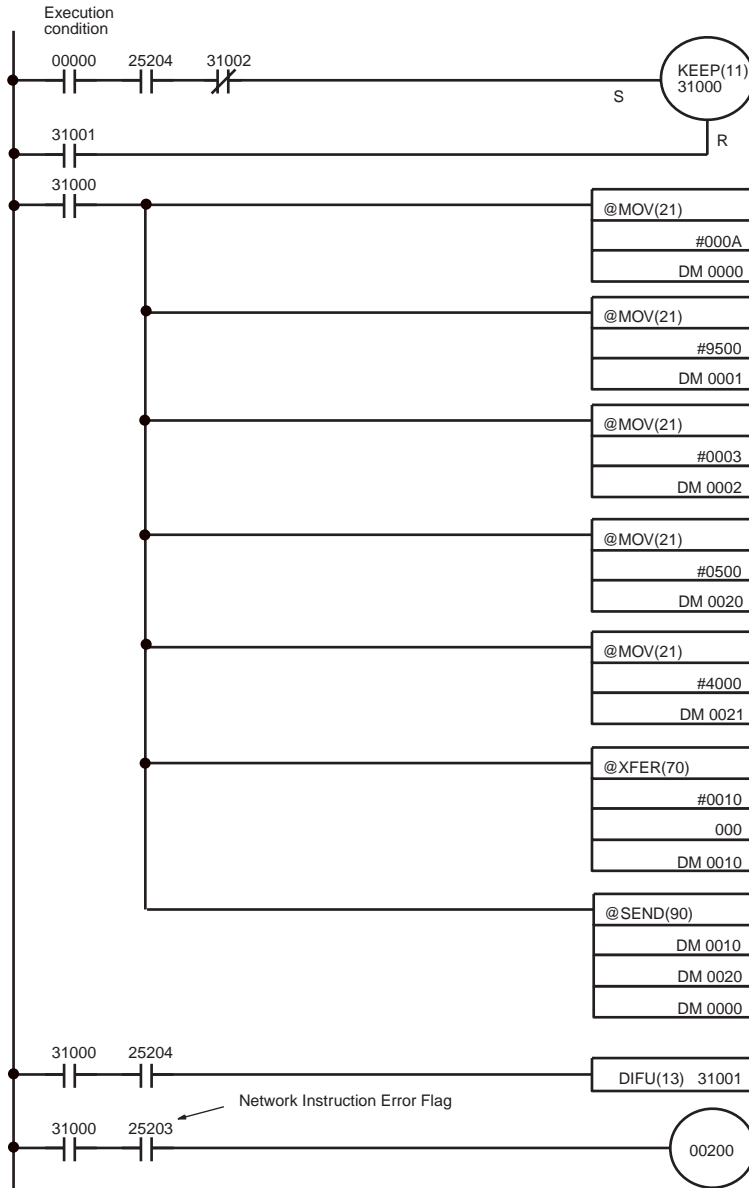 Execution
condition
00000 25204 31002
KEEP(11)
31000
S
R
31001
31000
@MOV(21)
#000A
DM 0000
@MOV(21)
#9500
DM 0001
@MOV(21)
#0003
DM 0002
@MOV(21)
#0500
DM 0020
@MOV(21)
#4000
DM 0021
@XFER(70)
#0010
000
DM 0010
@SEND(90)
DM 0010
DM 0020
DM 0000
31000 25204
DIFU(13) 31001
Network Instruction Error Flag
31000 25203
00200